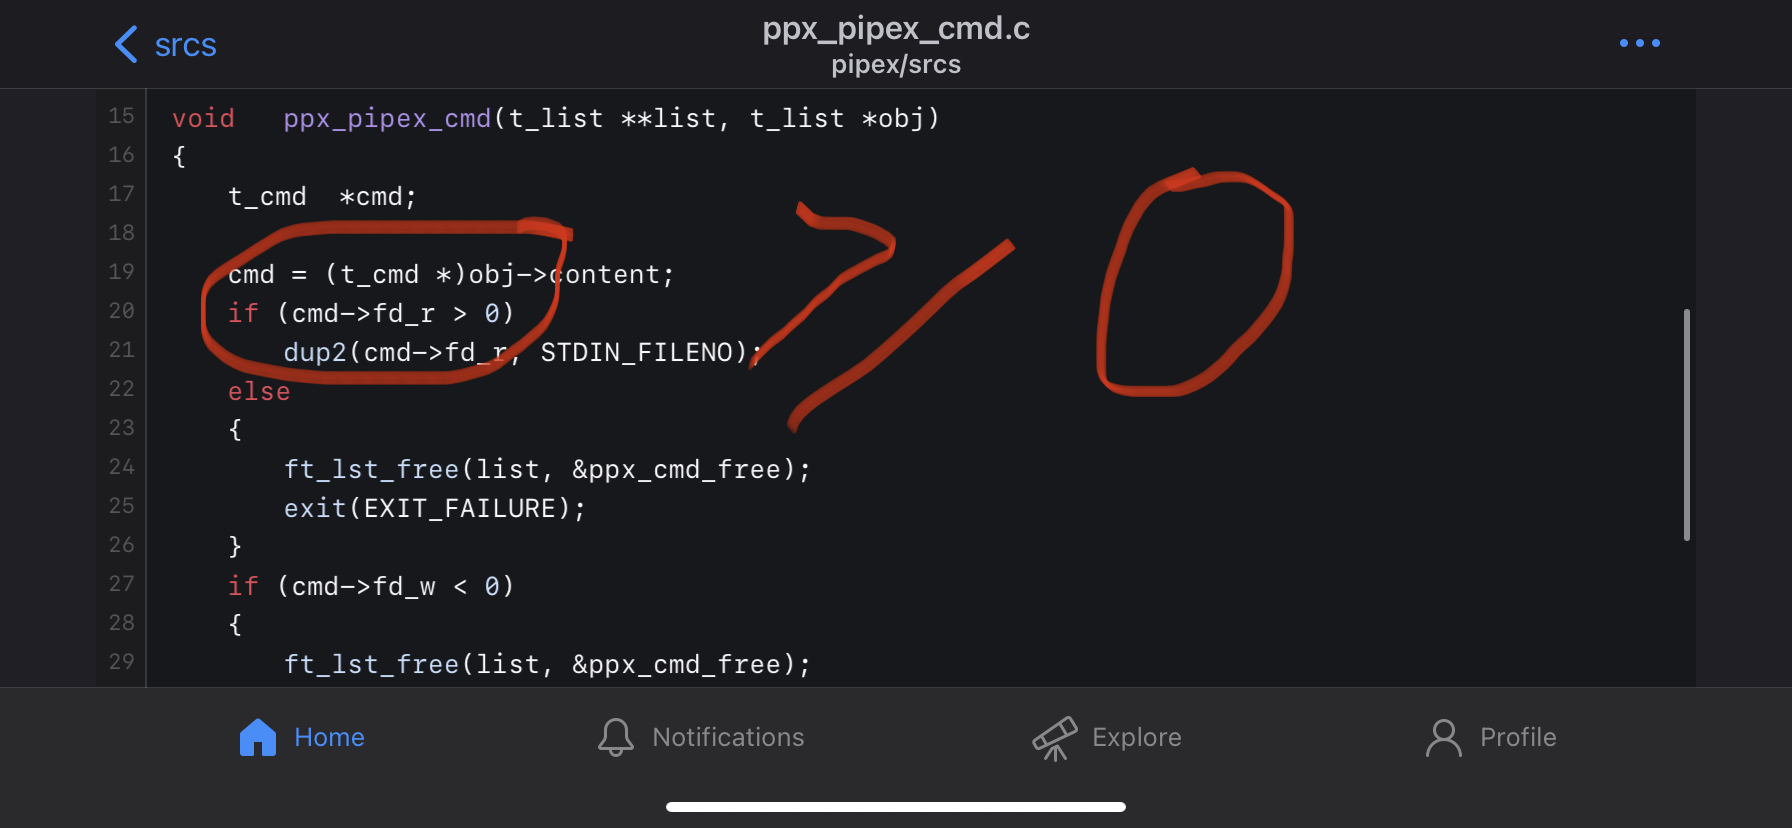 srcs
ppx_pipex_cmd.c
pipex/srcs
15 void ppx_pipex_cmd(t_list **list, t_list *obj)
16 {
17 t_cmd *cmd;
18
19 cmd = (t_cmd *)obj->content;
20 if (cmd->fd_r > 0)
21 dup2(cmd->fd_r, STDIN_FILENO);
22 else
23 {
24 ft_lst_free(list, &ppx_cmd_free);
25 exit(EXIT_FAILURE);
26 }
27 if (cmd->fd_w < 0)
28 {
29 ft_lst_free(list, &ppx_cmd_free);
⩾ 0
Home Notifications Explore Profile